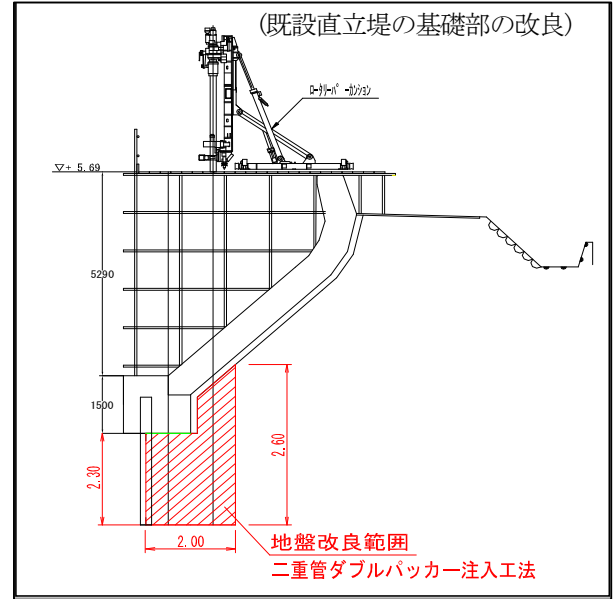 (既設直立堤の基礎部の改良)
ロータリーパーカッション
▽+ 5.69
5290
1500
2.30
2.60
2.00
地盤改良範囲
二重管ダブルパッカー注入工法